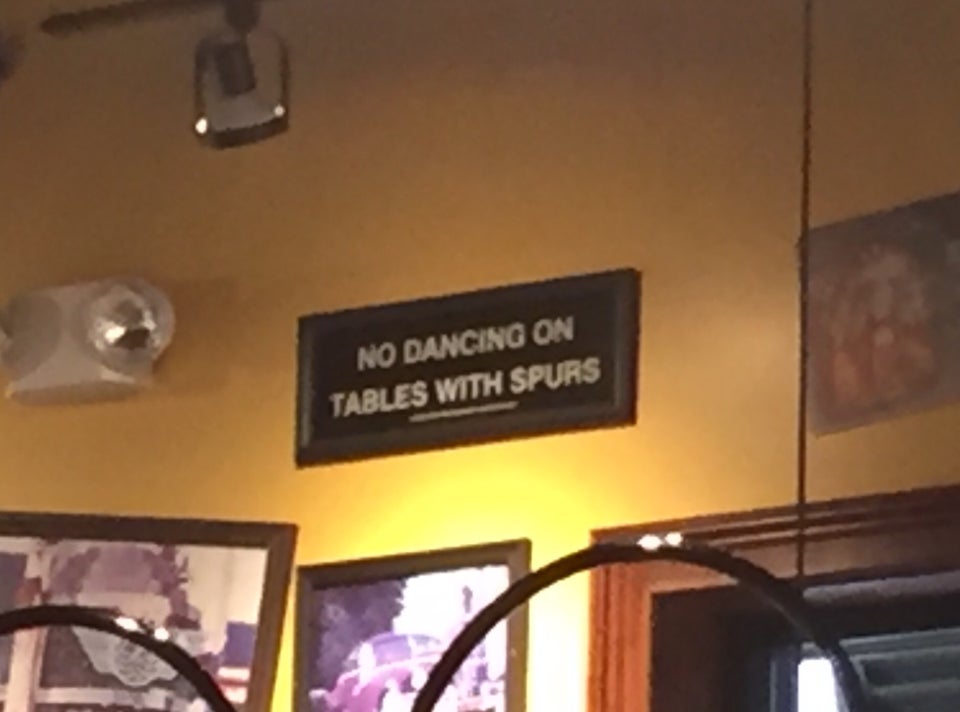 NO DANCING ON
TABLES WITH SPURS